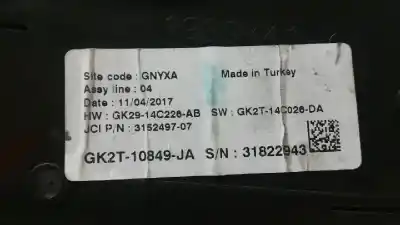 Site code : GNYXA
Made in Turkey
Assy line : 04
Date : 11/04/2017
HW : GK29-14C226-AB SW : GK2T-14C026-DA
JCI P/N : 3152497-07
GK2T-10849-JA S/N : 31822943